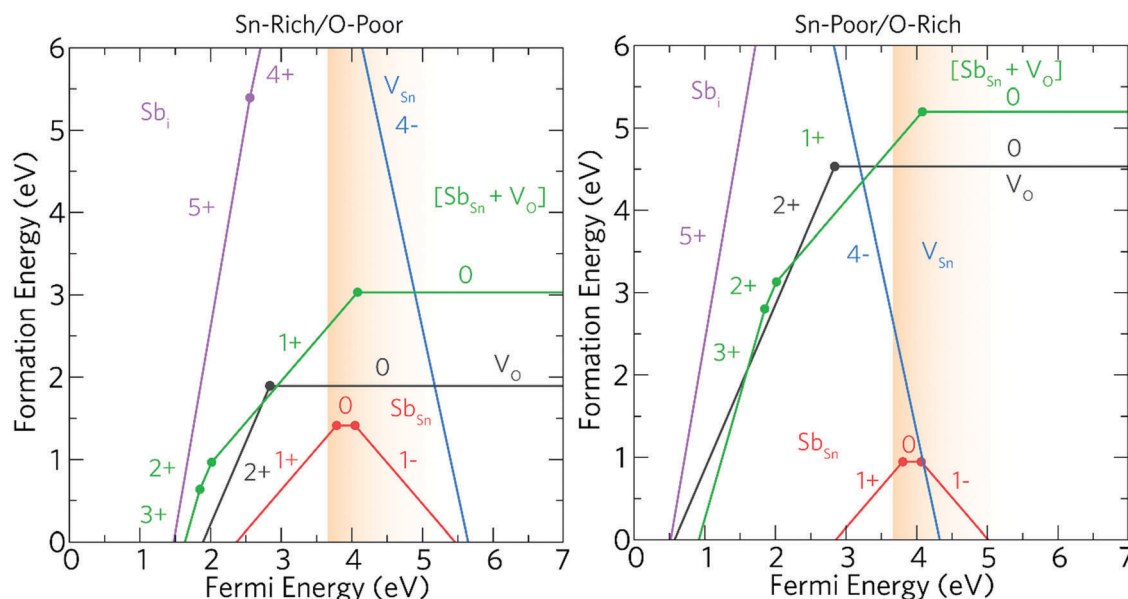 Sn-Rich/O-Poor
Formation Energy (eV)
6
5
4
3
2
1
0
4+
Sb_i
5+
V_Sn
4-
[Sb_Sn + V_O]
0
1+
0
V_O
0
Sb_Sn
2+
3+
2+
1+
1-
0 1 2 3 4 5 6 7
Fermi Energy (eV)
Sn-Poor/O-Rich
Formation Energy (eV)
6
5
4
3
2
1
0
[Sb_Sn + V_O]
0
Sb_i
1+
0
V_O
2+
5+
4-
V_Sn
2+
3+
Sb_Sn
0
1+
1-
0 1 2 3 4 5 6 7
Fermi Energy (eV)